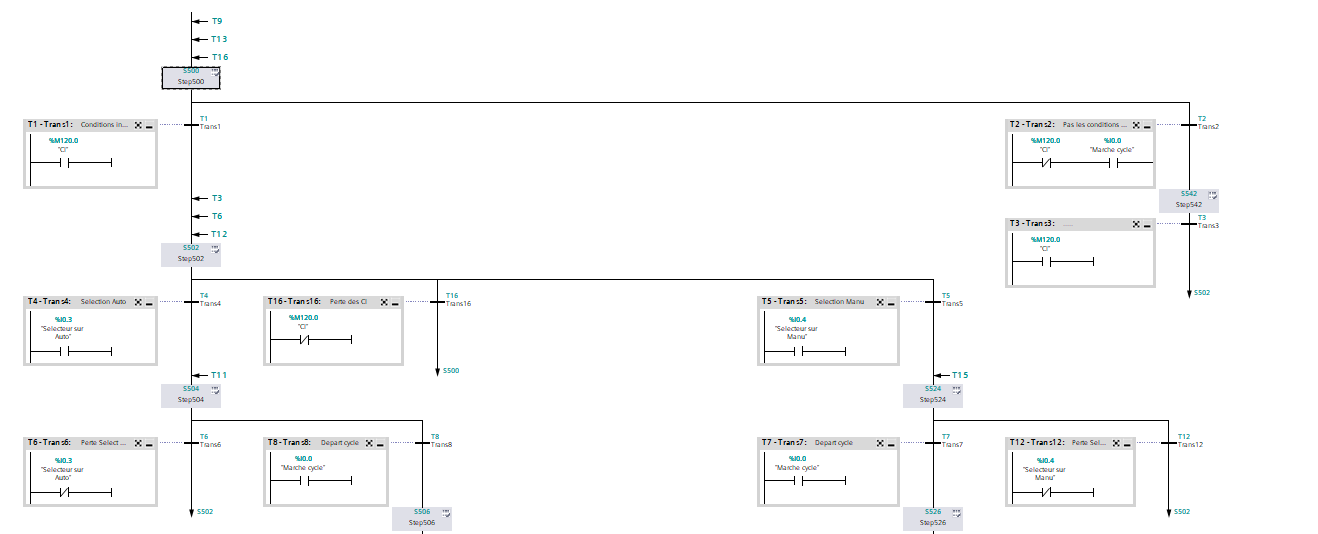 T9
T13
T16
S500
Step500
T1 - Trans1: Conditions in...
T1
Trans1
%M120.0
"CI"
T2 - Trans2: Pas les conditions ...
T2
Trans2
%M120.0
"CI"
%I0.0
"Marche cycle"
T3
T6
T12
S542
Step542
T3 - Trans3: ......
T3
Trans3
%M120.0
"CI"
S502
S502
Step502
T4 - Trans4: Selection Auto
T4
Trans4
%I0.3
"Selecteur sur
Auto"
T16 - Trans16: Perte des CI
T16
Trans16
%M120.0
"CI"
S500
T5 - Trans5: Selection Manu
T5
Trans5
%I0.4
"Selecteur sur
Manu"
T11
S504
Step504
T15
S524
Step524
T6 - Trans6: Perte Select ...
T6
Trans6
%I0.3
"Selecteur sur
Auto"
S502
T8 - Trans8: Depart cycle
T8
Trans8
%I0.0
"Marche cycle"
S506
Step506
T7 - Trans7: Depart cycle
T7
Trans7
%I0.0
"Marche cycle"
S526
Step526
T12 - Trans12: Perte Sel...
T12
Trans12
%I0.4
"Selecteur sur
Manu"
S502